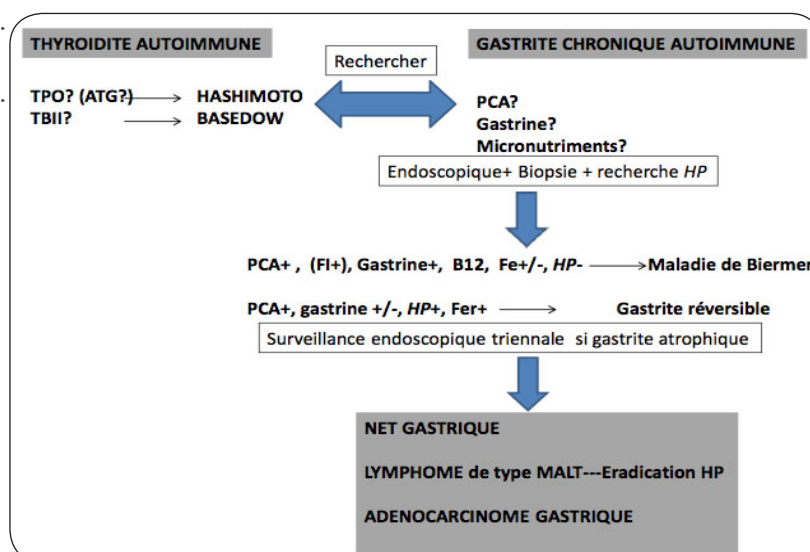 THYROIDITE AUTOIMMUNE
Rechercher
GASTRITE CHRONIQUE AUTOIMMUNE
TPO? (ATG?) → HASHIMOTO
TBII? → BASEDOW
PCA?
Gastrine?
Micronutriments?
Endoscopique+ Biopsie + recherche HP
PCA+ , (FI+), Gastrine+, B12, Fe+/-, HP- → Maladie de Biermer
PCA+, gastrine +/-, HP+, Fer+ → Gastrite réversible
Surveillance endoscopique triennale si gastrite atrophique
NET GASTRIQUE
LYMPHOME de type MALT---Eradication HP
ADENOCARCINOME GASTRIQUE